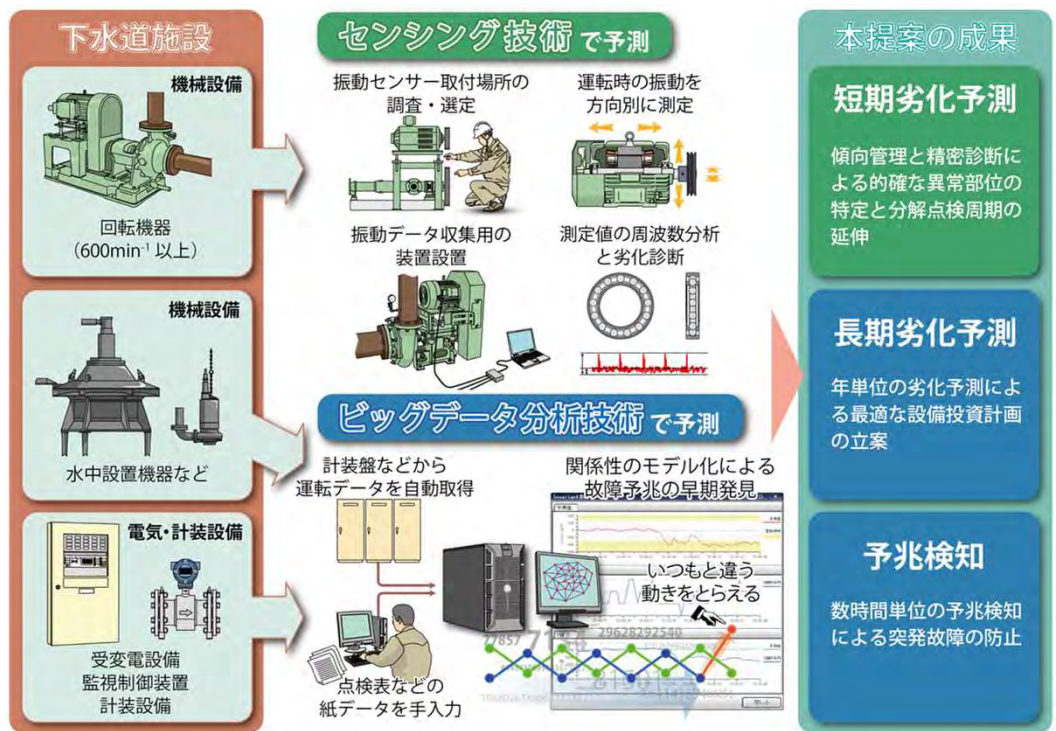 下水道施設
機械設備
回転機器
（600min⁻¹ 以上）
機械設備
水中設置機器など
電気・計装設備
受変電設備
監視制御装置
計装設備
センシング技術 で予測
振動センサー取付場所の
調査・選定
運転時の振動を
方向別に測定
振動データ収集用の
装置設置
測定値の周波数分析
と劣化診断
ビッグデータ分析技術 で予測
計装盤などから
運転データを自動取得
関係性のモデル化による
故障予兆の早期発見
いつもと違う
動きをとらえる
29628292540
点検表などの
紙データを手入力
本提案の成果
短期劣化予測
傾向管理と精密診断に
よる的確な異常部位の
特定と分解点検周期の
延伸
長期劣化予測
年単位の劣化予測によ
る最適な設備投資計画
の立案
予兆検知
数時間単位の予兆検知
による突発故障の防止